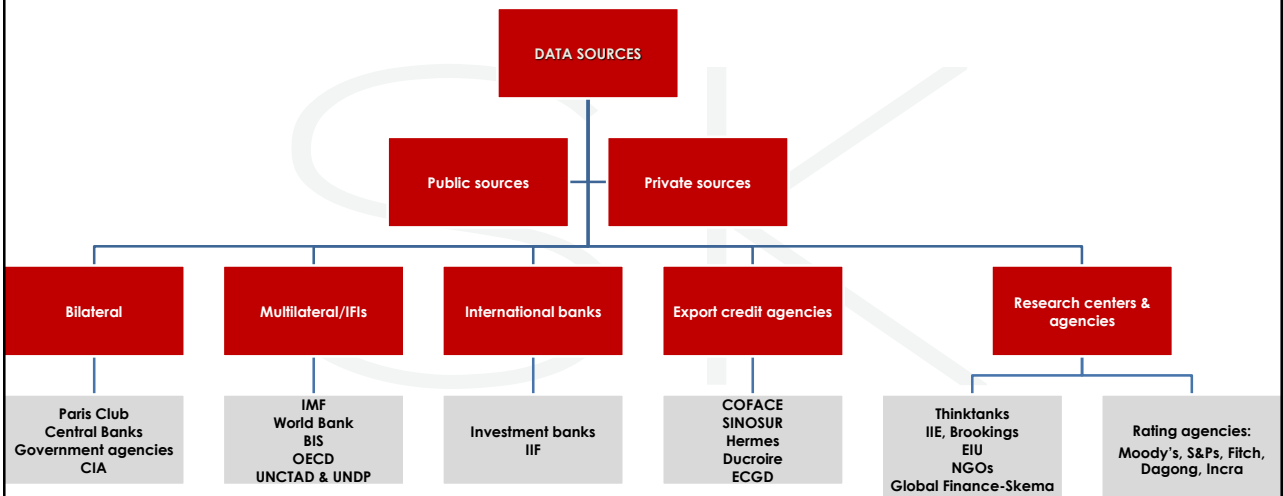 DATA SOURCES
Public sources
Private sources
Bilateral
Multilateral/IFIs
International banks
Export credit agencies
Research centers &
agencies
Paris Club
Central Banks
Government agencies
CIA
IMF
World Bank
BIS
OECD
UNCTAD & UNDP
Investment banks
IIF
COFACE
SINOSUR
Hermes
Ducroire
ECGD
Thinktanks
IIE, Brookings
EIU
NGOs
Global Finance-Skema
Rating agencies:
Moody's, S&Ps, Fitch,
Dagong, Incra
SK